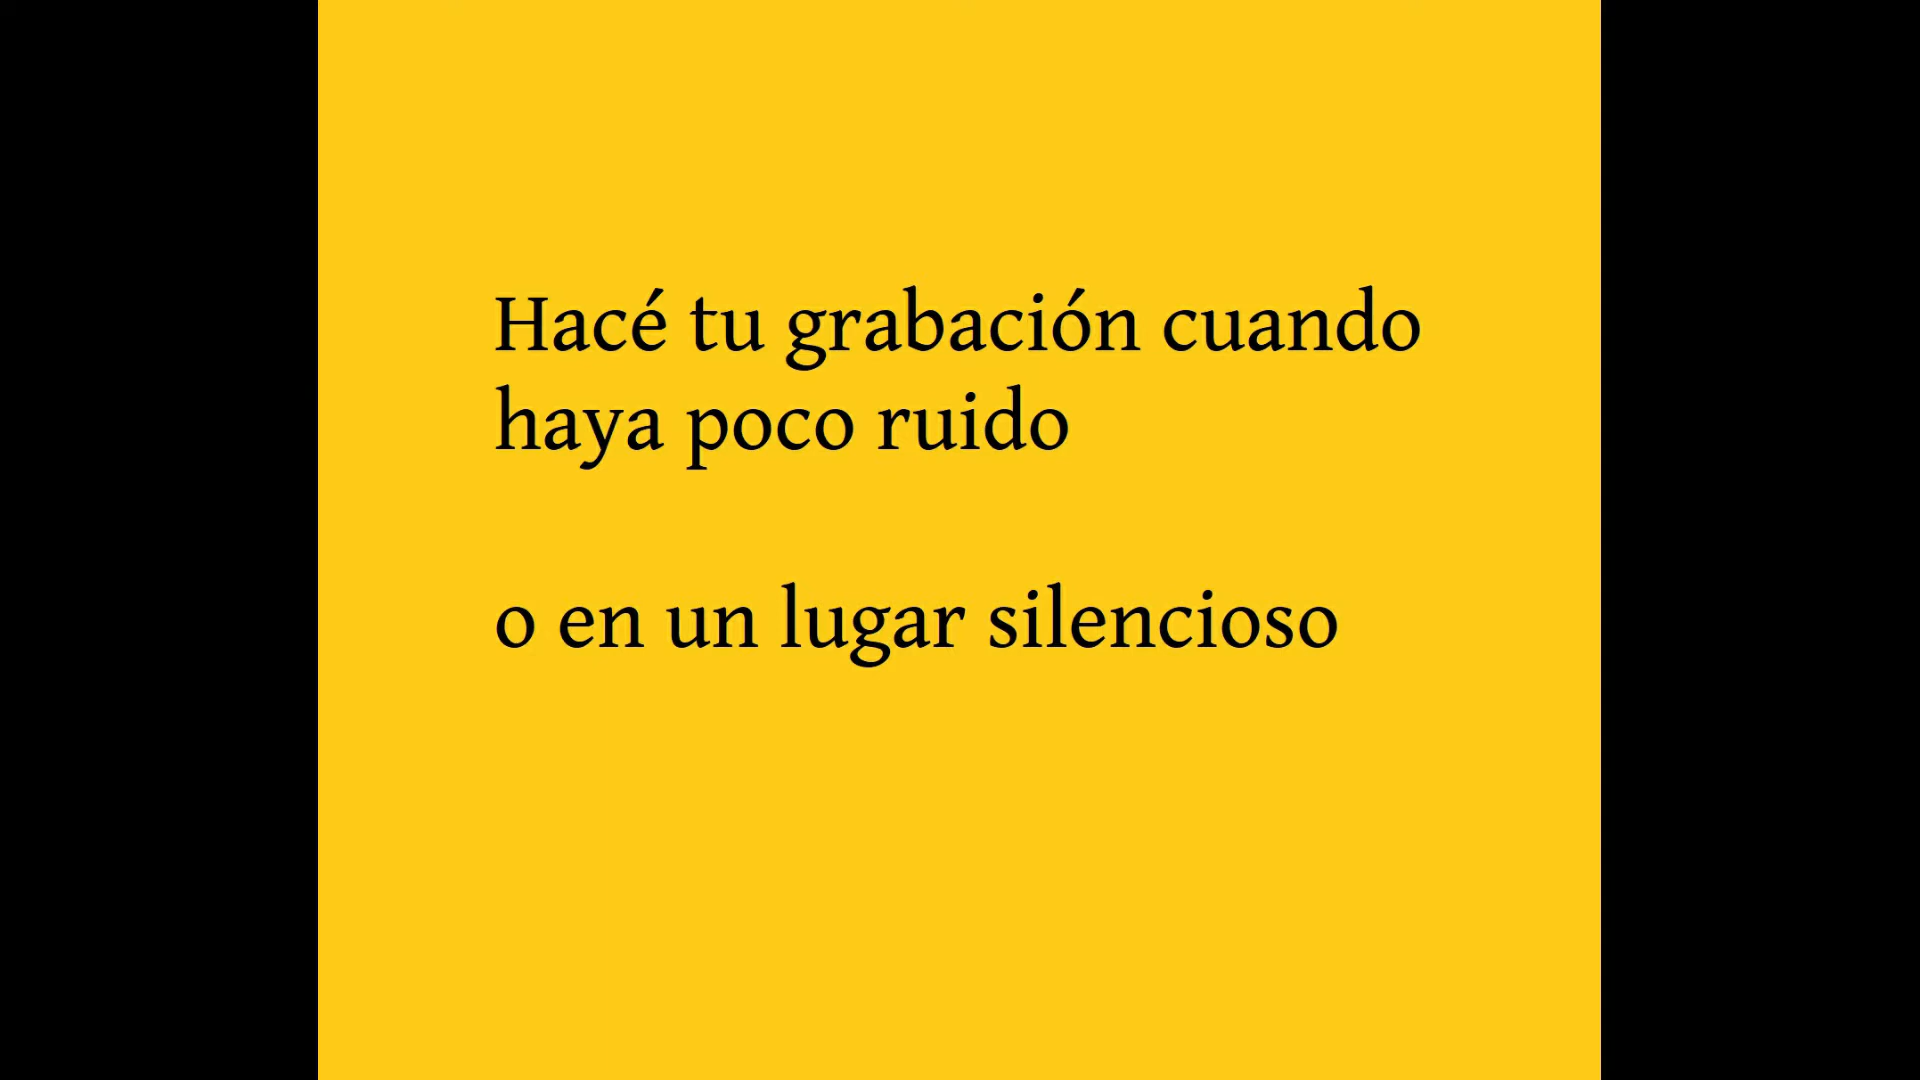 Hacé tu grabación cuando
haya poco ruido
o en un lugar silencioso